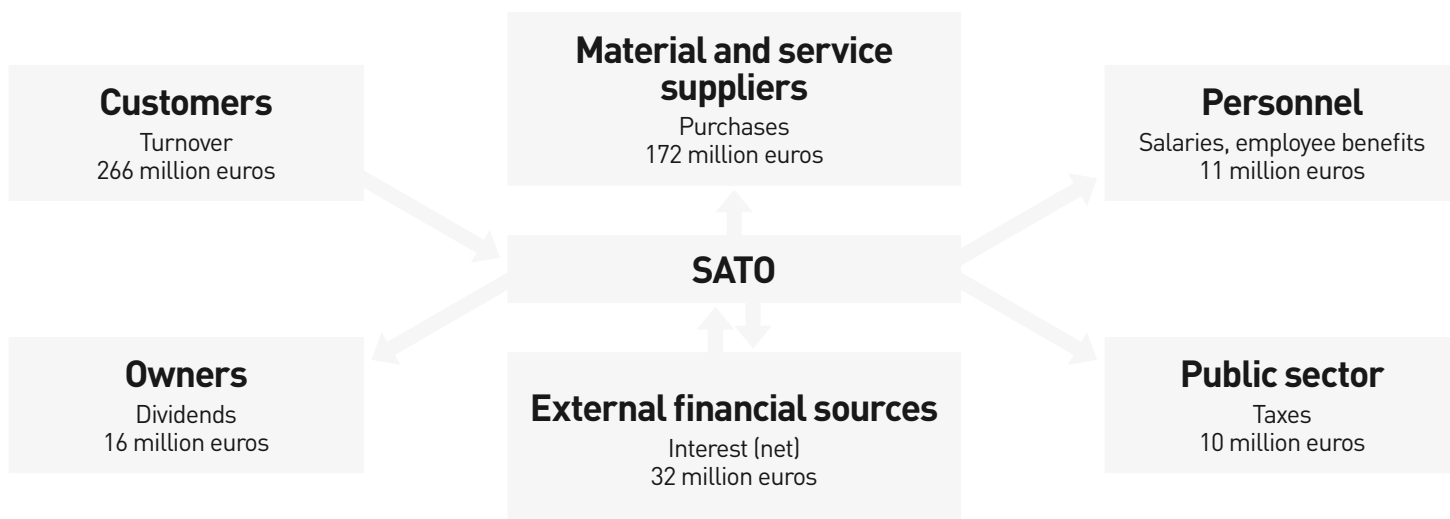 Material and service
suppliers
Purchases
172 million euros
Customers
Turnover
266 million euros
Personnel
Salaries, employee benefits
11 million euros
SATO
Owners
Dividends
16 million euros
External financial sources
Interest (net)
32 million euros
Public sector
Taxes
10 million euros